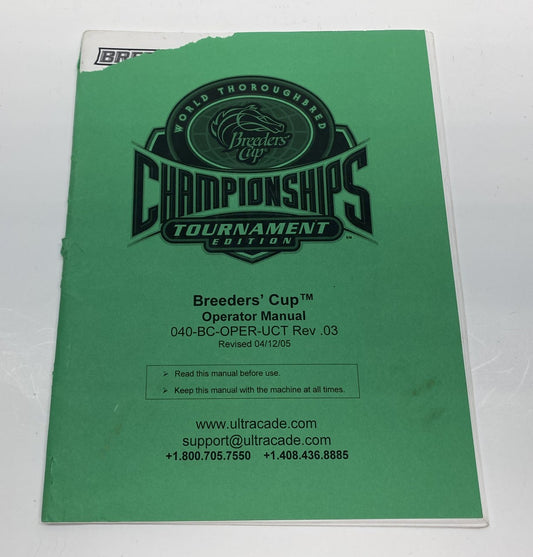 WORLD THOROUGHBRED
Breeders'
Cup
CHAMPIONSHIPS
TOURNAMENT
EDITION
Breeders' Cup™
Operator Manual
040-BC-OPER-UCT Rev .03
Revised 04/12/05
➢ Read this manual before use.
➢ Keep this manual with the machine at all times.
www.ultracade.com
support@ultracade.com
+1.800.705.7550 +1.408.436.8885